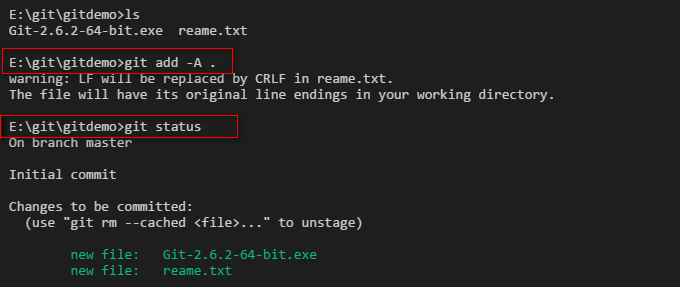 E:\git\gitdemo>ls
Git-2.6.2-64-bit.exe  reame.txt
E:\git\gitdemo>git add -A .
warning: LF will be replaced by CRLF in reame.txt.
The file will have its original line endings in your working directory.
E:\git\gitdemo>git status
On branch master
Initial commit
Changes to be committed:
  (use "git rm --cached <file>..." to unstage)
        new file:   Git-2.6.2-64-bit.exe
        new file:   reame.txt